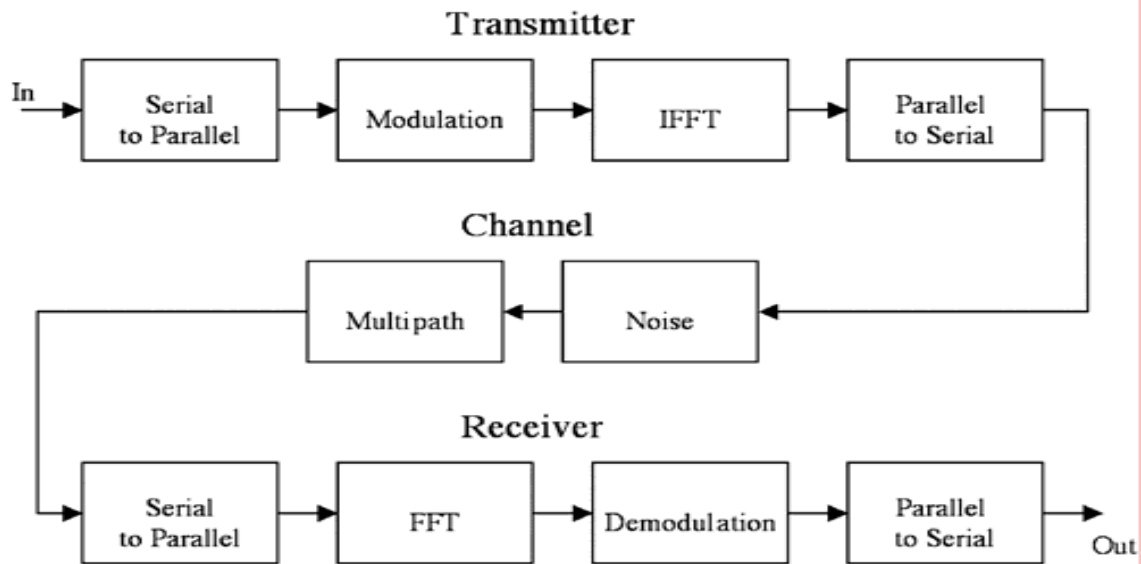 Transmitter
In
Serial
to Parallel
Modulation
IFFT
Parallel
to Serial
Channel
Multipath
Noise
Receiver
Serial
to Parallel
FFT
Demodulation
Parallel
to Serial
Out